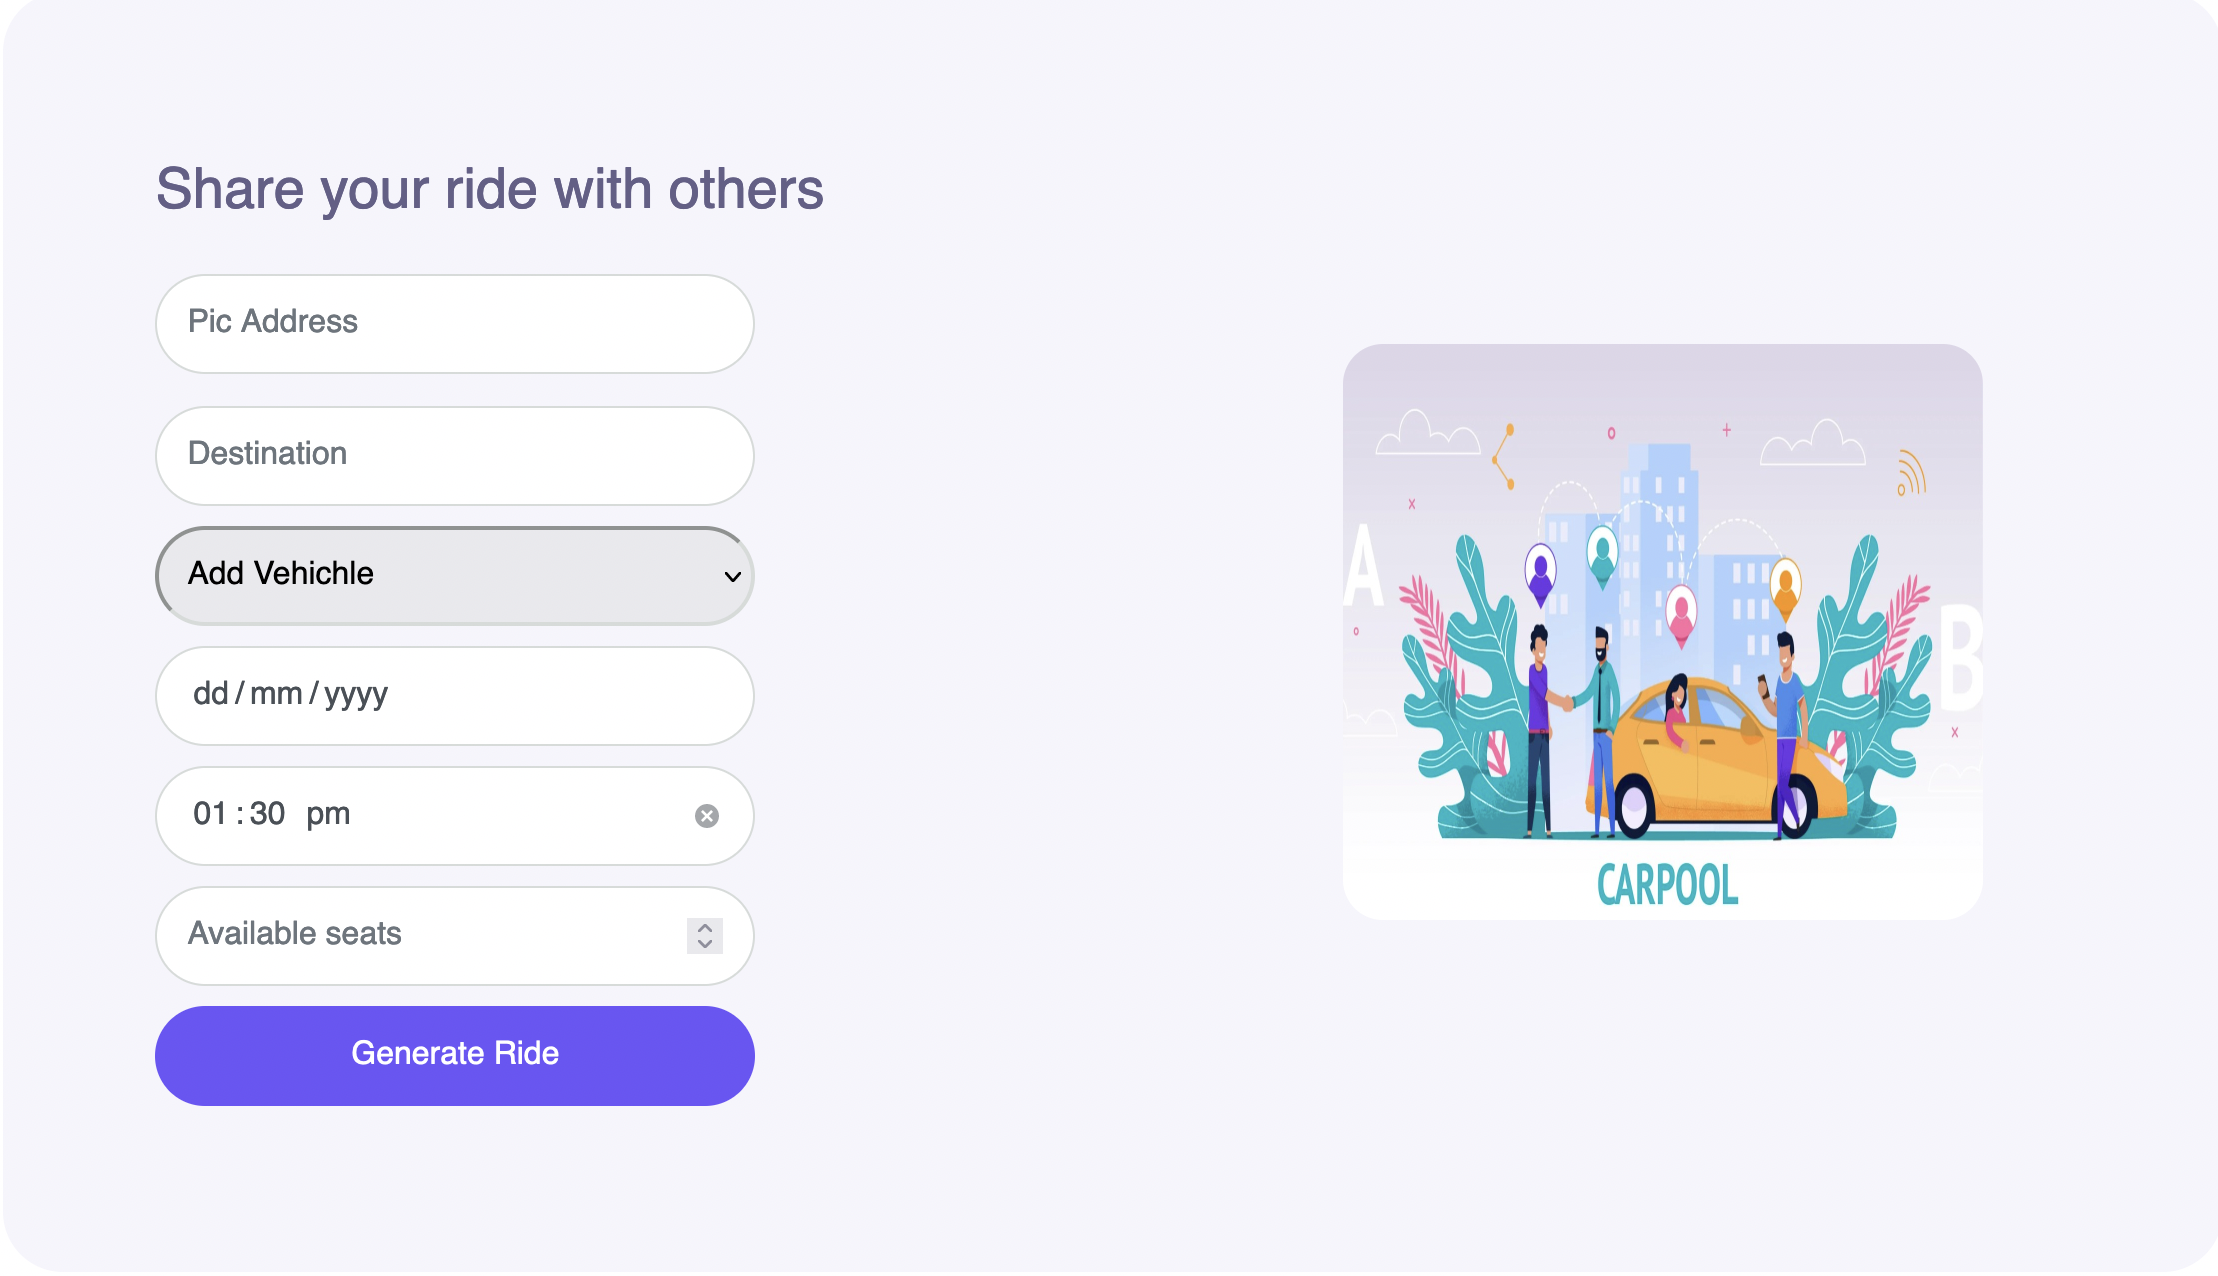 Share your ride with others
Pic Address
Destination
Add Vehichle
dd / mm / yyyy
01 : 30 pm
Available seats
Generate Ride
A
B
CARPOOL